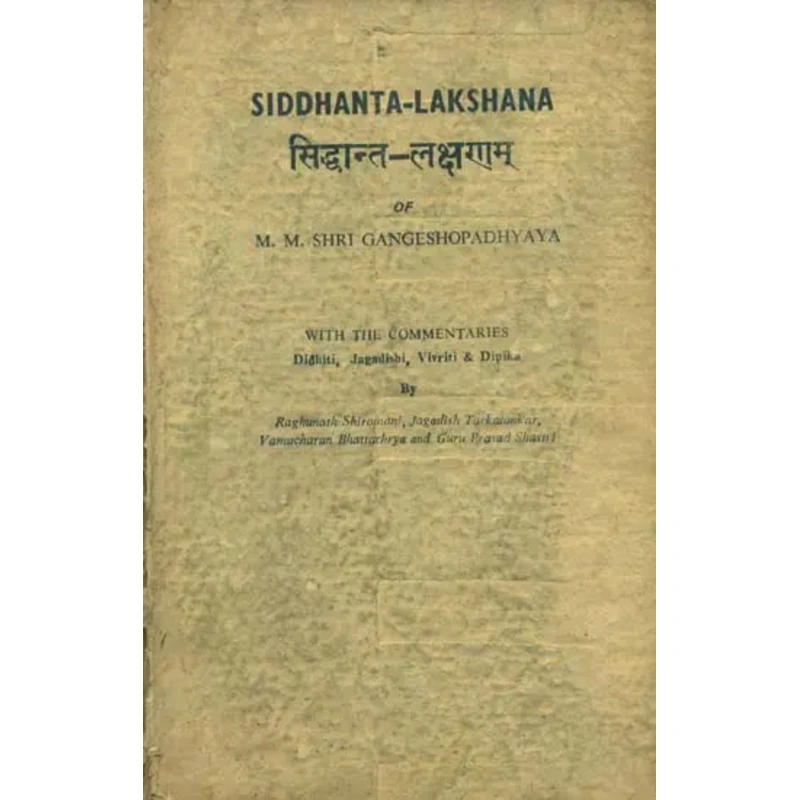 SIDDHANTA-LAKSHANA
सिद्धान्त-लक्षणम्
OF
M. M. SHRI GANGESHOPADHYAYA
WITH THE COMMENTARIES
Didhiti, Jagadishi, Vivriti & Dipika
By
Raghunath Shiromani, Jagadish Tarkalankar,
Vamacharan Bhattachrya and Guru Prasad Shastri